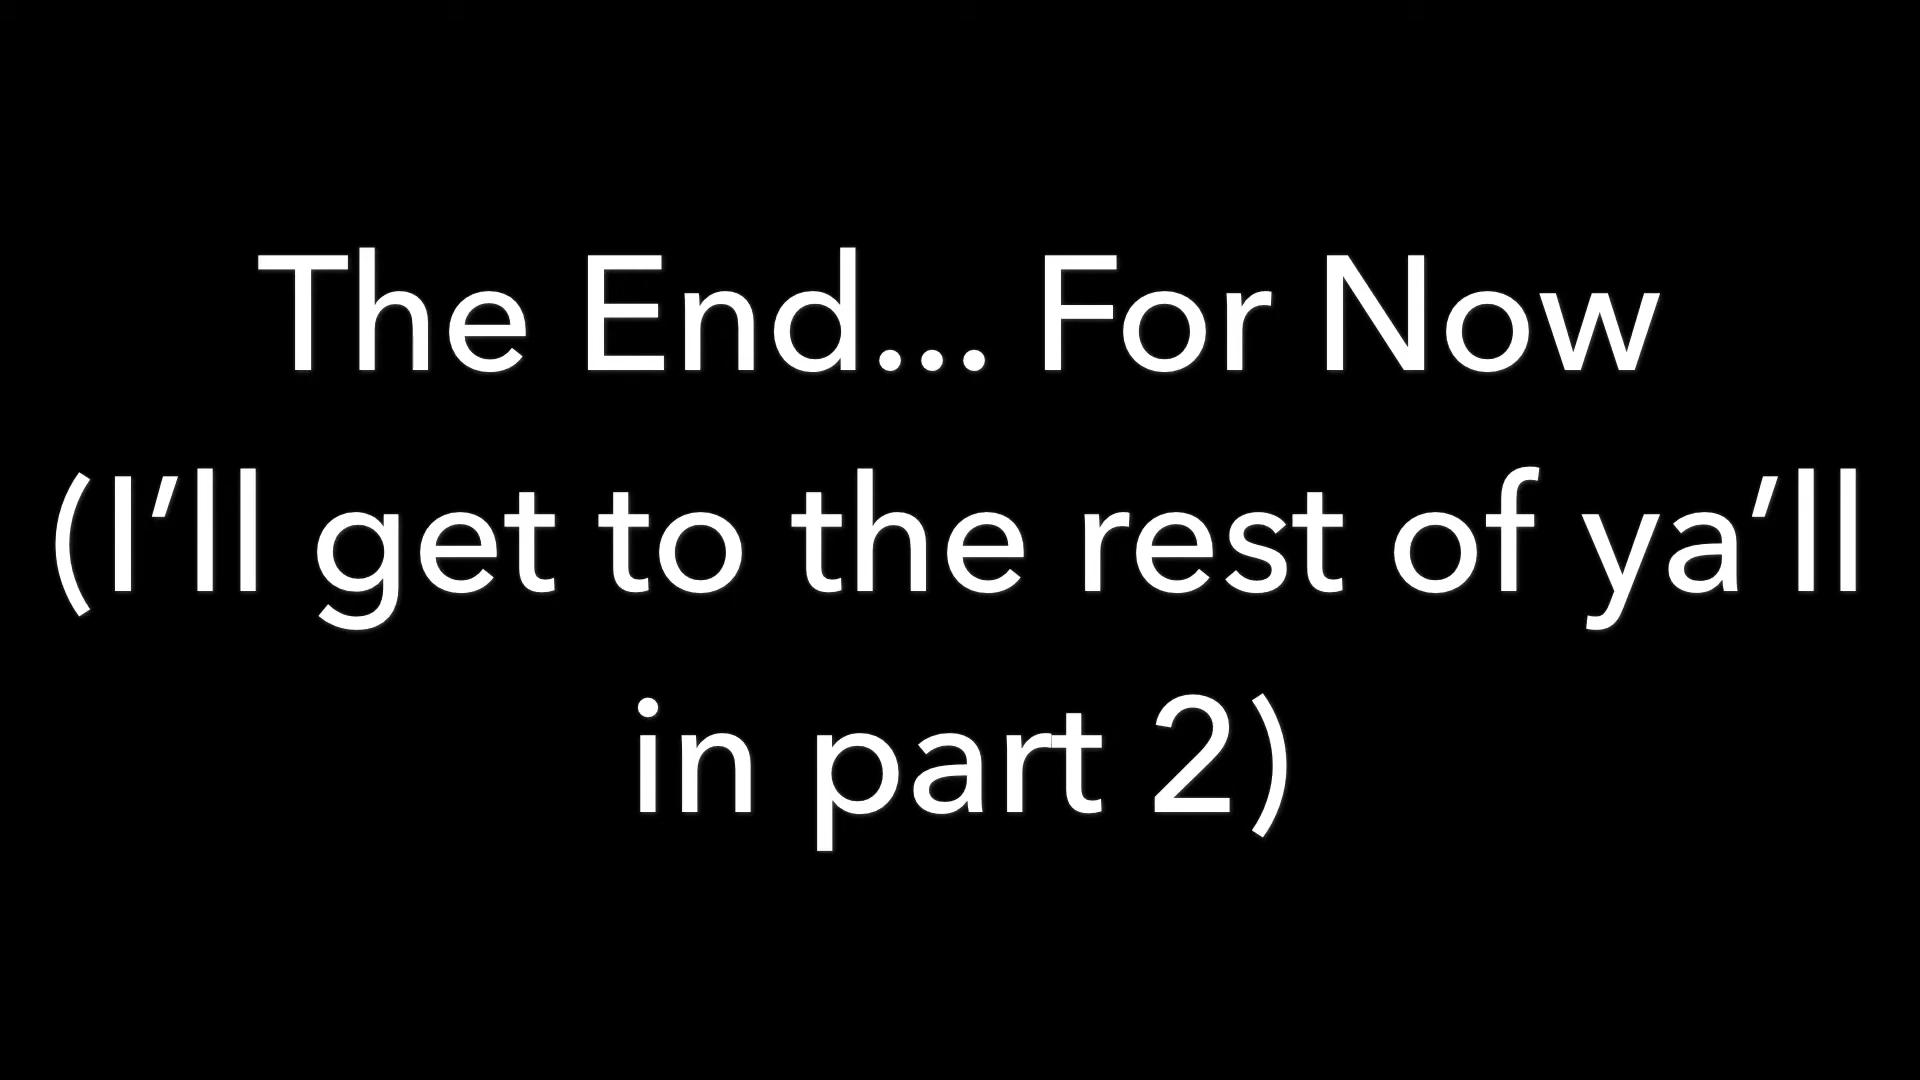 The End... For Now
(I’ll get to the rest of ya’ll
in part 2)